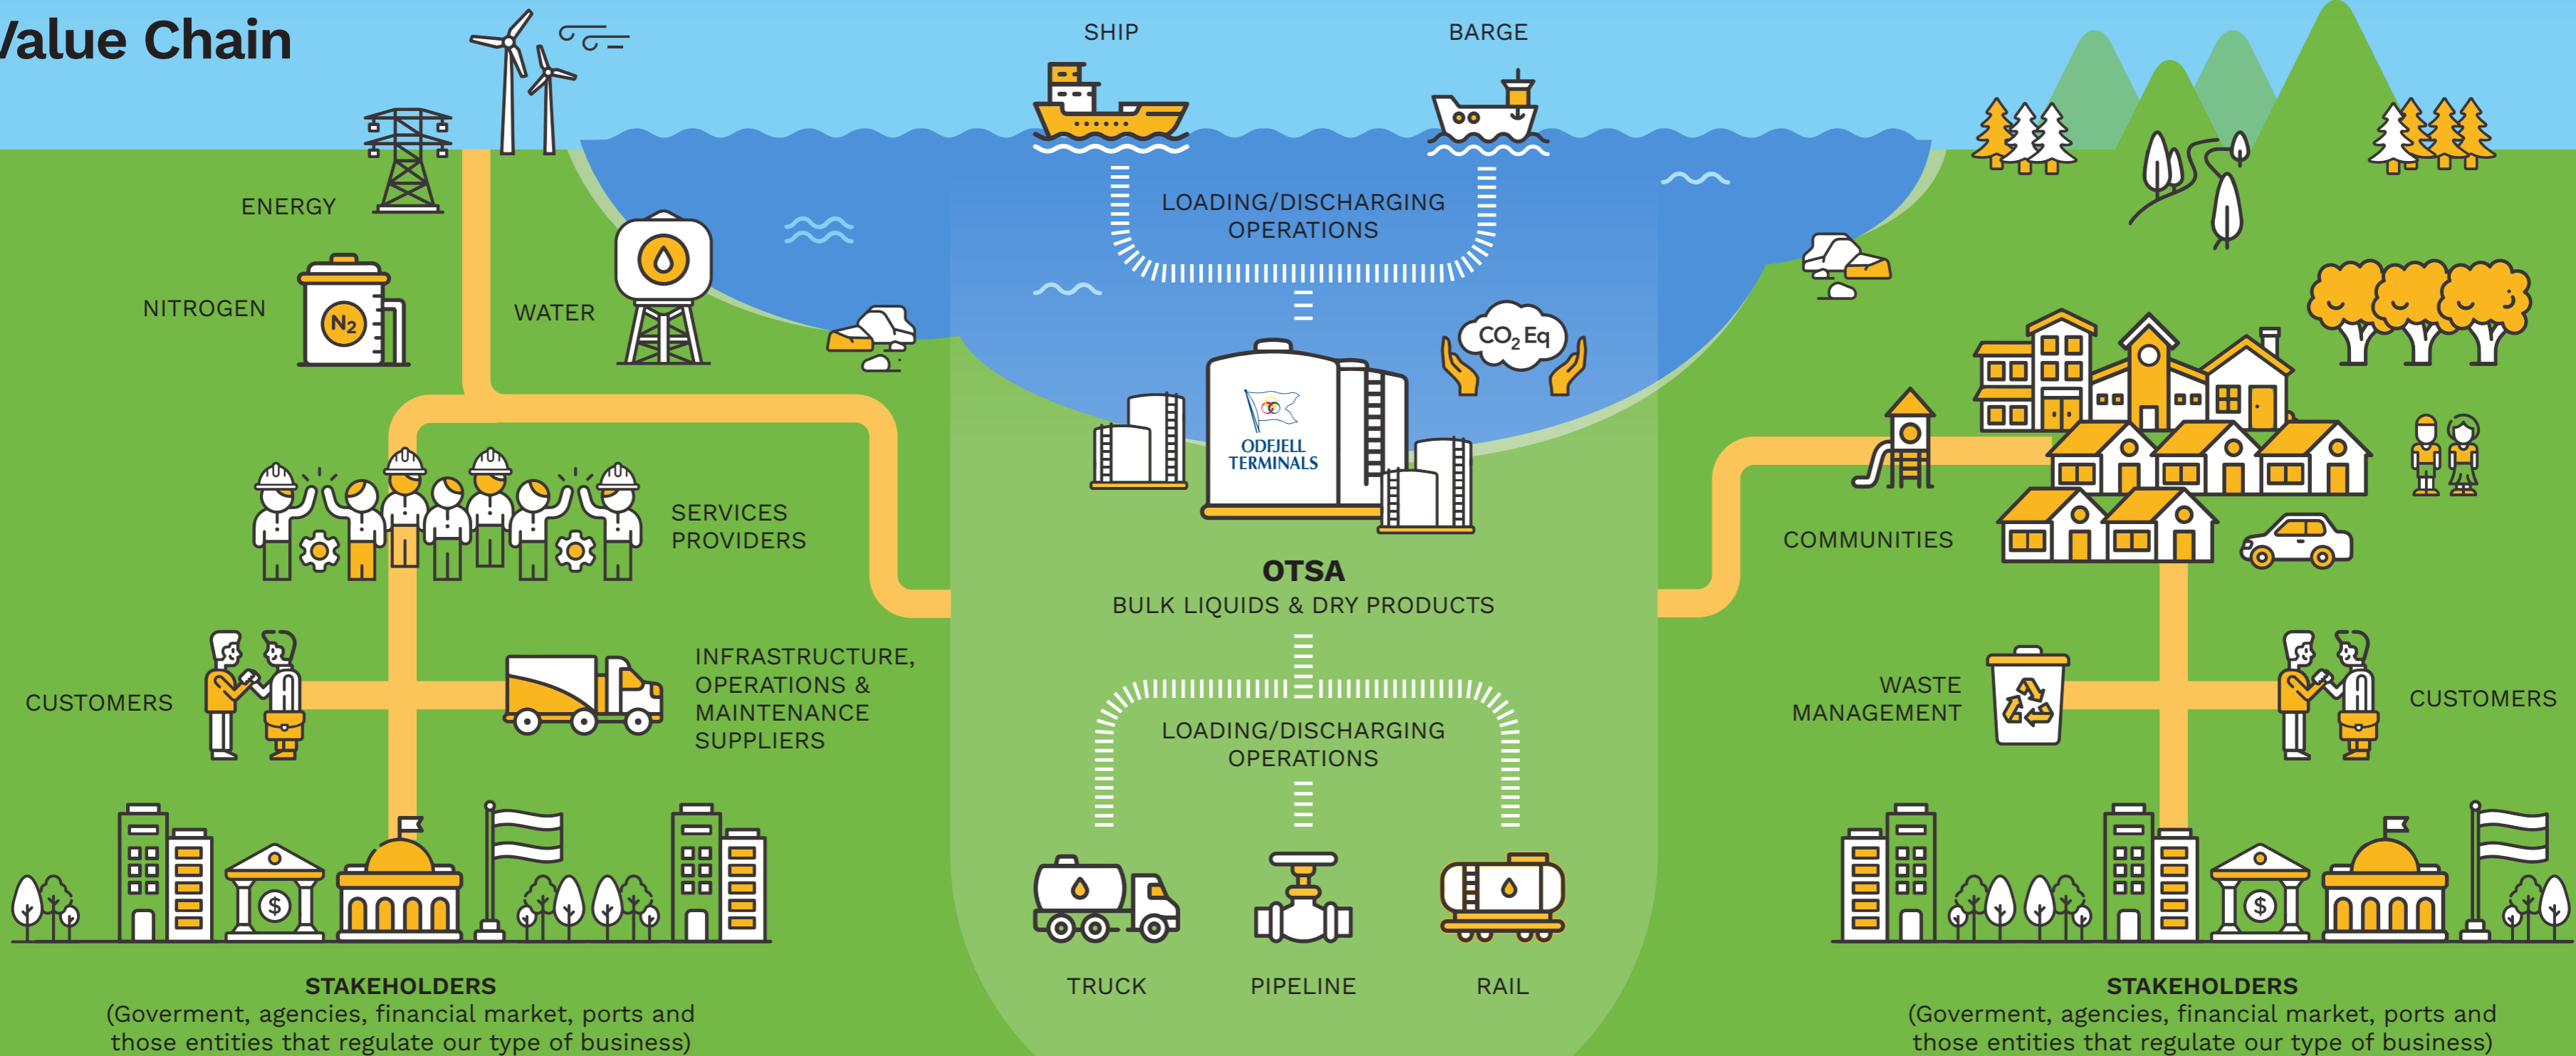 Value Chain
SHIP
BARGE
ENERGY
LOADING/DISCHARGING
OPERATIONS
NITROGEN
N2
WATER
CO2 Eq
ODFJELL
TERMINALS
SERVICES
PROVIDERS
OTSA
BULK LIQUIDS & DRY PRODUCTS
COMMUNITIES
CUSTOMERS
INFRASTRUCTURE,
OPERATIONS &
MAINTENANCE
SUPPLIERS
LOADING/DISCHARGING
OPERATIONS
WASTE
MANAGEMENT
CUSTOMERS
$
$
TRUCK
PIPELINE
RAIL
STAKEHOLDERS
(Goverment, agencies, financial market, ports and
those entities that regulate our type of business)
STAKEHOLDERS
(Goverment, agencies, financial market, ports and
those entities that regulate our type of business)